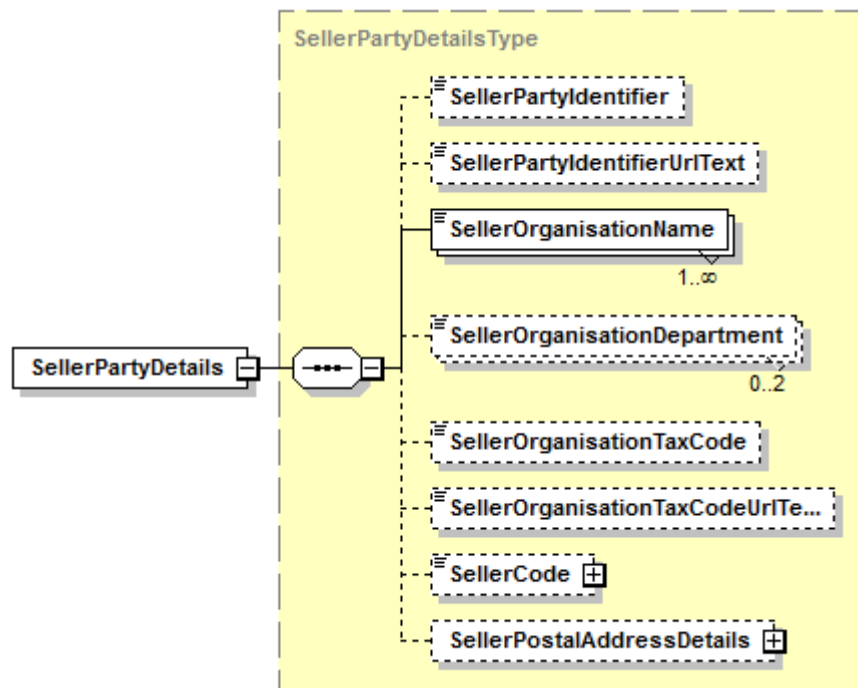 SellerPartyDetailsType
SellerPartyIdentifier
SellerPartyIdentifierUrlText
SellerOrganisationName
1..∞
SellerOrganisationDepartment
0..2
SellerPartyDetails
SellerOrganisationTaxCode
SellerOrganisationTaxCodeUrlTe...
SellerCode
SellerPostalAddressDetails